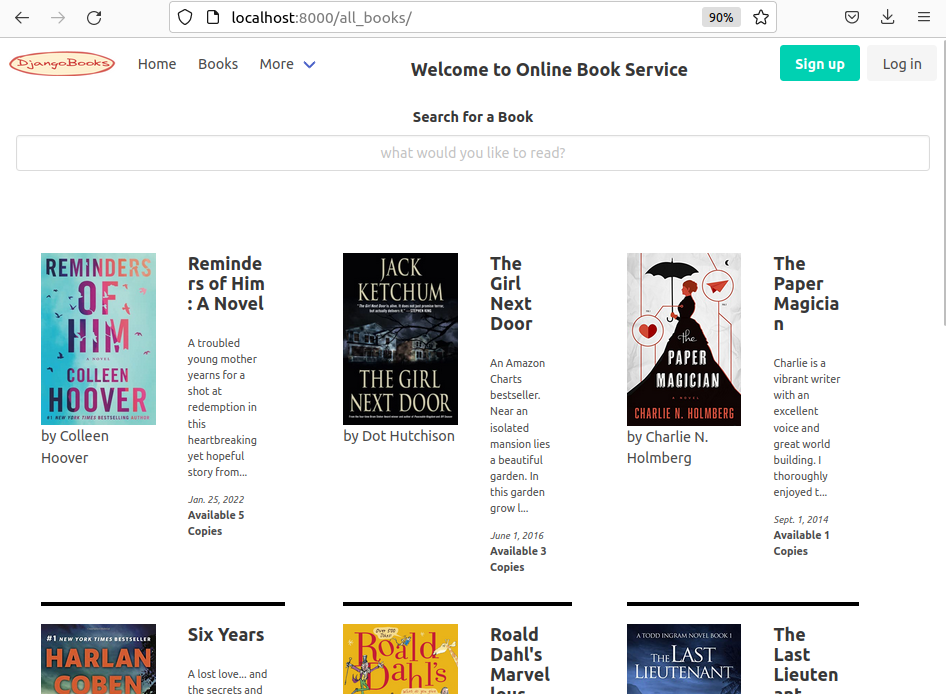 localhost:8000/all_books/
90%
DjangoBooks
Home
Books
More
Welcome to Online Book Service
Sign up
Log in
Search for a Book
what would you like to read?
REMINDERS
OF
HIM
A NOVEL
COLLEEN
HOOVER
#1 NEW YORK TIMES BESTSELLING AUTHOR
by Colleen
Hoover
Reminde
rs of Him
: A Novel
A troubled
young mother
yearns for a
shot at
redemption in
this
heartbreaking
yet hopeful
story from...
Jan. 25, 2022
Available 5
Copies
JACK
KETCHUM
THE GIRL
NEXT DOOR
by Dot Hutchison
The
Girl
Next
Door
An Amazon
Charts
bestseller.
Near an
isolated
mansion lies
a beautiful
garden. In
this garden
grow l...
June 1, 2016
Available 3
Copies
the
PAPER
MAGICIAN
A NOVEL
CHARLIE N. HOLMBERG
by Charlie N.
Holmberg
The
Paper
Magicia
n
Charlie is a
vibrant writer
with an
excellent
voice and
great world
building. I
thoroughly
enjoyed t...
Sept. 1, 2014
Available 1
Copies
#1 NEW YORK TIMES BESTSELLER
HARLAN
COBEN
Six Years
A lost love... and
the secrets and
Roald
Dahl's
Roald
Dahl's
Marvel
lous
A TODD INGRAM NOVEL BOOK 1
THE LAST
LIEUTENANT
The
Last
Lieuten
ant